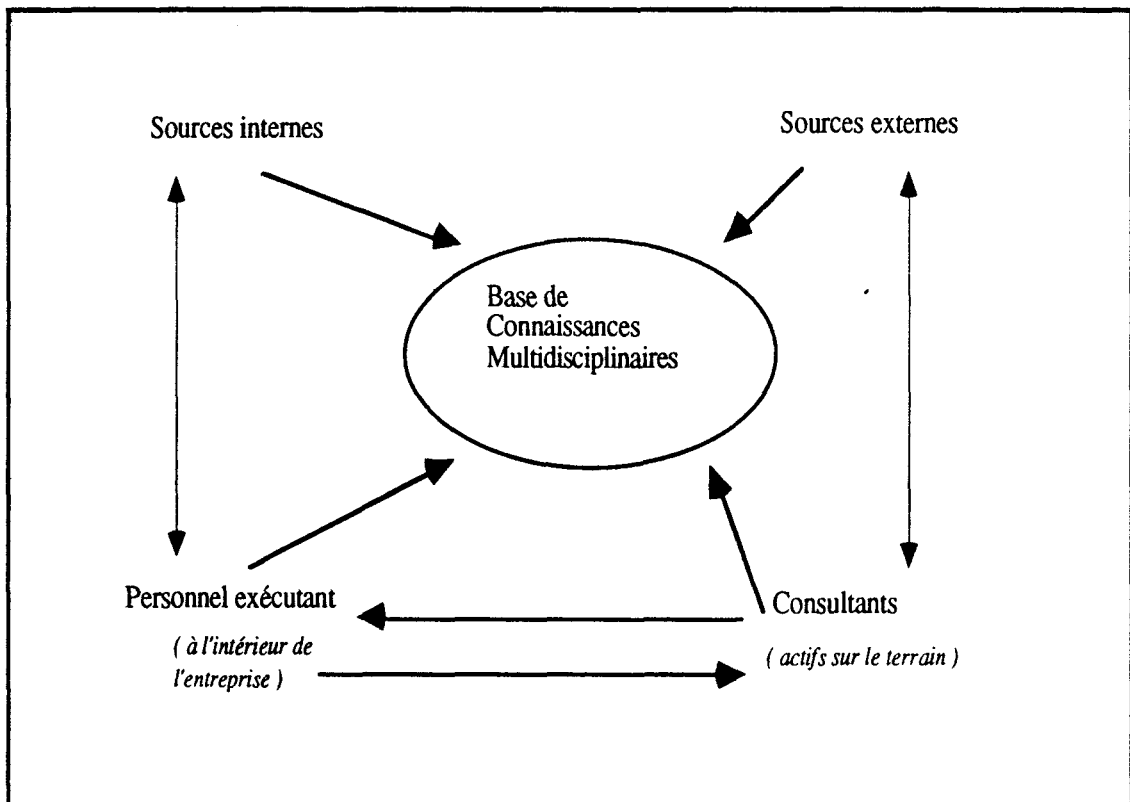 Sources internes
Sources externes
Base de
Connaissances
Multidisciplinaires
Personnel exécutant
( à l'intérieur de
l'entreprise )
Consultants
( actifs sur le terrain )